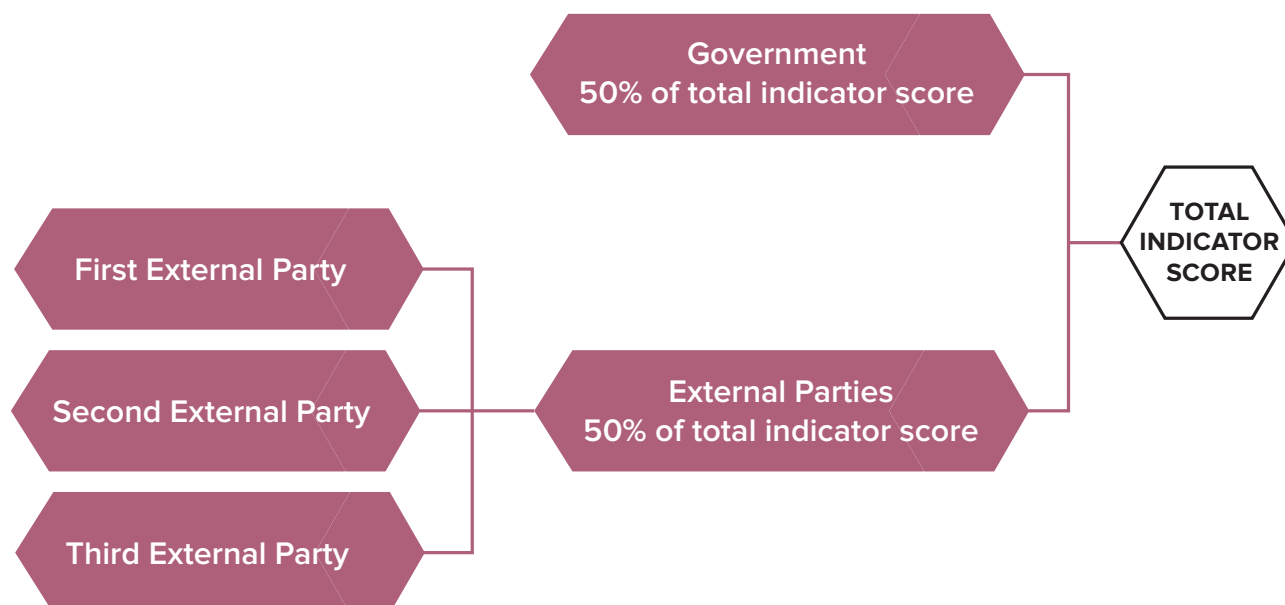 Government
50% of total indicator score
TOTAL
INDICATOR
SCORE
First External Party
Second External Party
External Parties
50% of total indicator score
Third External Party